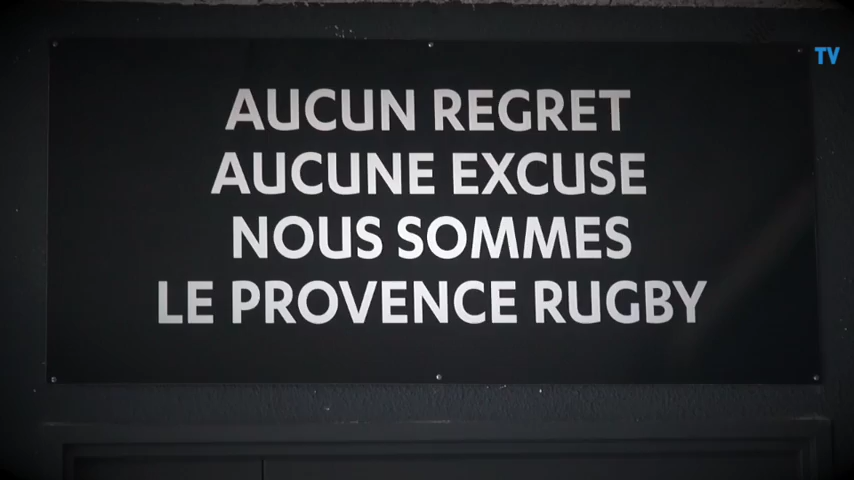 TV
AUCUN REGRET
AUCUNE EXCUSE
NOUS SOMMES
LE PROVENCE RUGBY